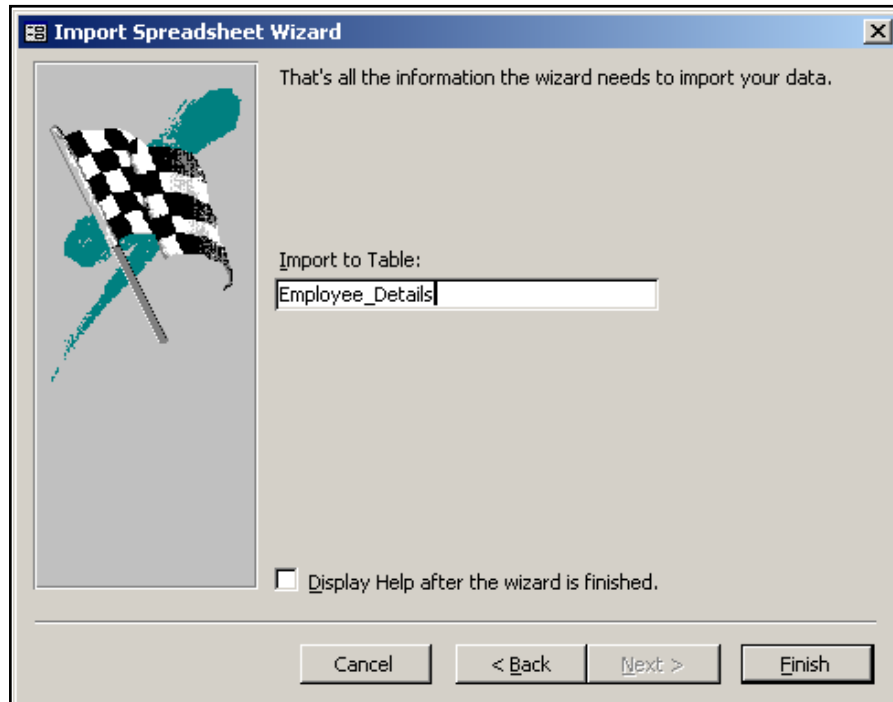 Import Spreadsheet Wizard
That's all the information the wizard needs to import your data.
Import to Table:
Employee_Details
Display Help after the wizard is finished.
Cancel
< Back
Next >
Finish